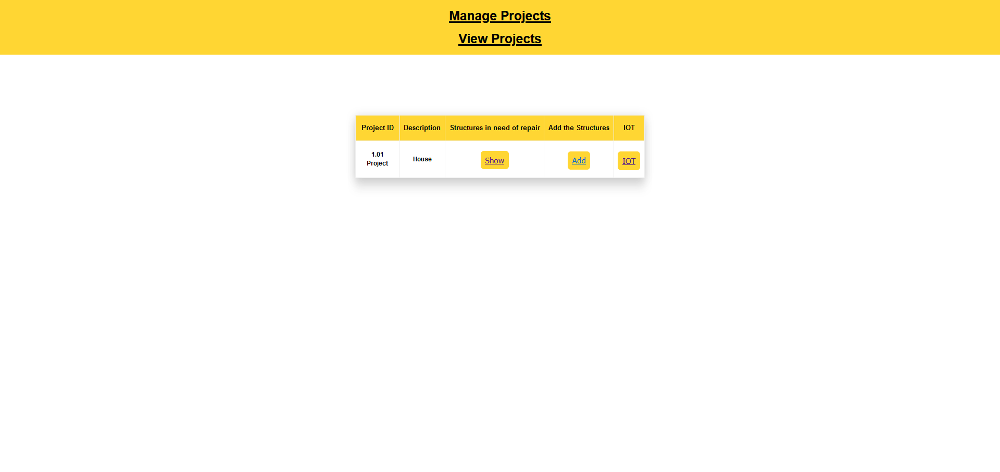 Manage Projects
View Projects
Project ID Description Structures in need of repair Add the Structures IOT
1.01
Project House Show Add IOT